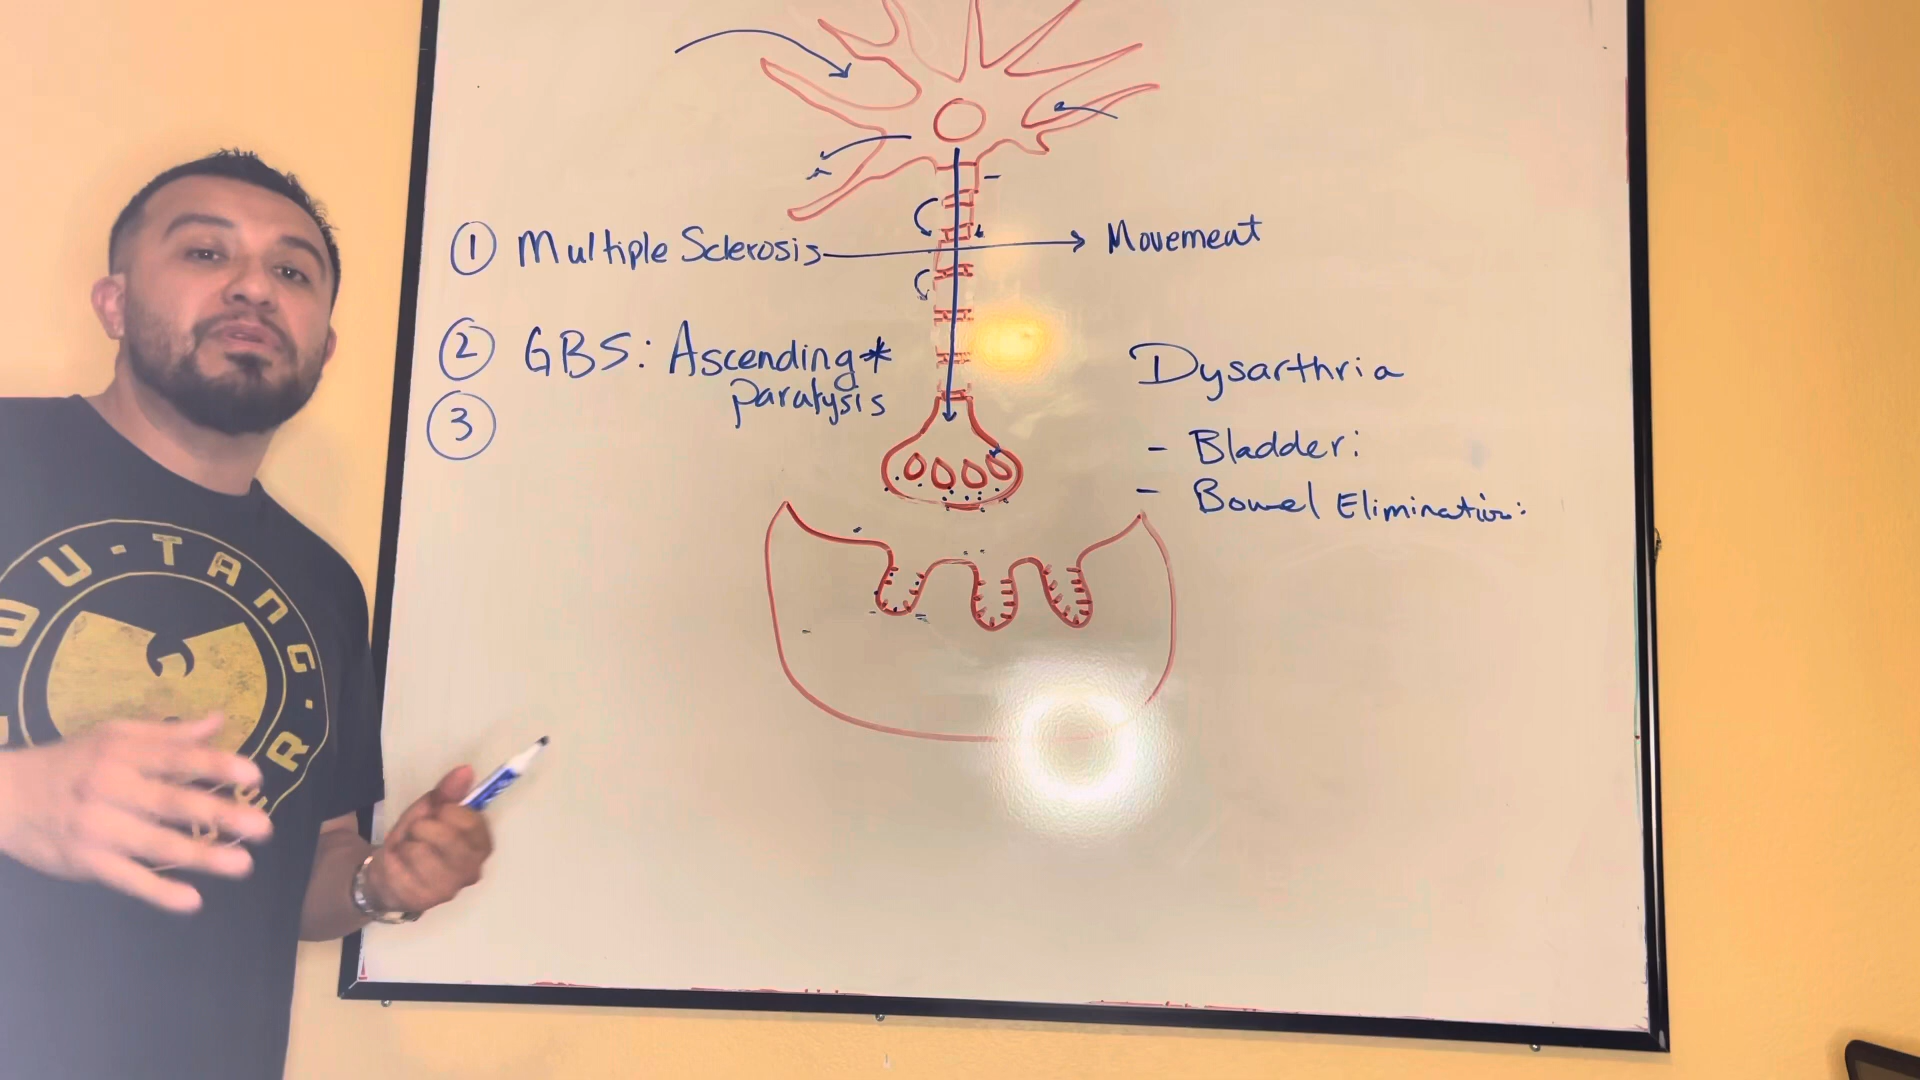 ① Multiple Sclerosis → Movement
② GBS: Ascending*
paralysis
③
Dysarthria
- Bladder:
- Bowel Elimination:
WU-TANG